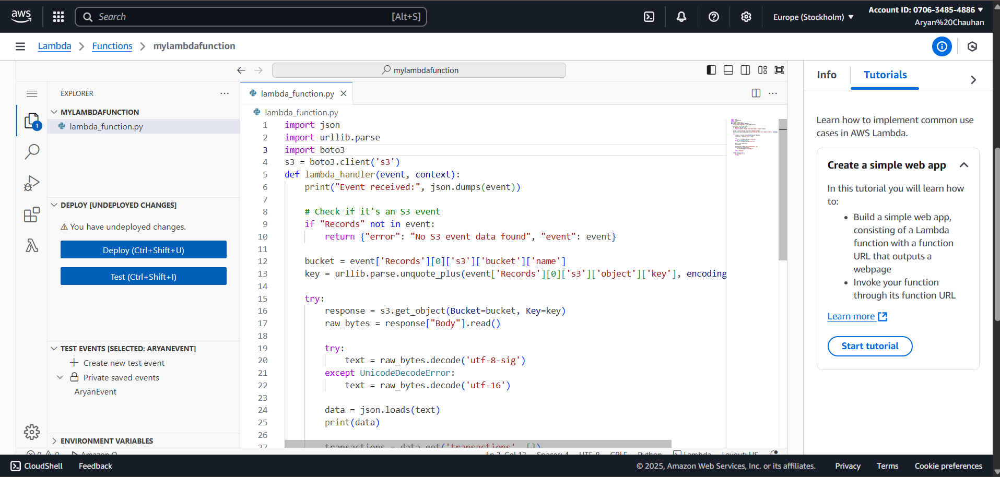 aws
Search
[Alt+S]
Europe (Stockholm) ▼
Account ID: 0706-3485-4886 ▼
Aryan%20Chauhan
Lambda > Functions > mylambdafunction
mylambdafunction
EXPLORER
MYLAMBDAFUNCTION
lambda_function.py
1
DEPLOY [UNDEPLOYED CHANGES]
You have undeployed changes.
Deploy (Ctrl+Shift+U)
Test (Ctrl+Shift+I)
TEST EVENTS [SELECTED: ARYANEVENT]
Create new test event
Private saved events
AryanEvent
ENVIRONMENT VARIABLES
lambda_function.py
lambda_function.py
1 import json
2 import urllib.parse
3 import boto3
4 s3 = boto3.client('s3')
5 def lambda_handler(event, context):
6     print("Event received:", json.dumps(event))
7
8     # Check if it's an S3 event
9     if "Records" not in event:
10         return {"error": "No S3 event data found", "event": event}
11
12     bucket = event['Records'][0]['s3']['bucket']['name']
13     key = urllib.parse.unquote_plus(event['Records'][0]['s3']['object']['key'], encoding
14
15     try:
16         response = s3.get_object(Bucket=bucket, Key=key)
17         raw_bytes = response["Body"].read()
18
19         try:
20             text = raw_bytes.decode('utf-8-sig')
21         except UnicodeDecodeError:
22             text = raw_bytes.decode('utf-16')
23
24         data = json.loads(text)
25         print(data)
26
27         transactions = data.get('transactions', [])
Info
Tutorials
Learn how to implement common use
cases in AWS Lambda.
Create a simple web app
In this tutorial you will learn how
to:
• Build a simple web app,
consisting of a Lambda
function with a function
URL that outputs a
webpage
• Invoke your function
through its function URL
Learn more
Start tutorial
CloudShell
Feedback
© 2025, Amazon Web Services, Inc. or its affiliates.
Privacy
Terms
Cookie preferences